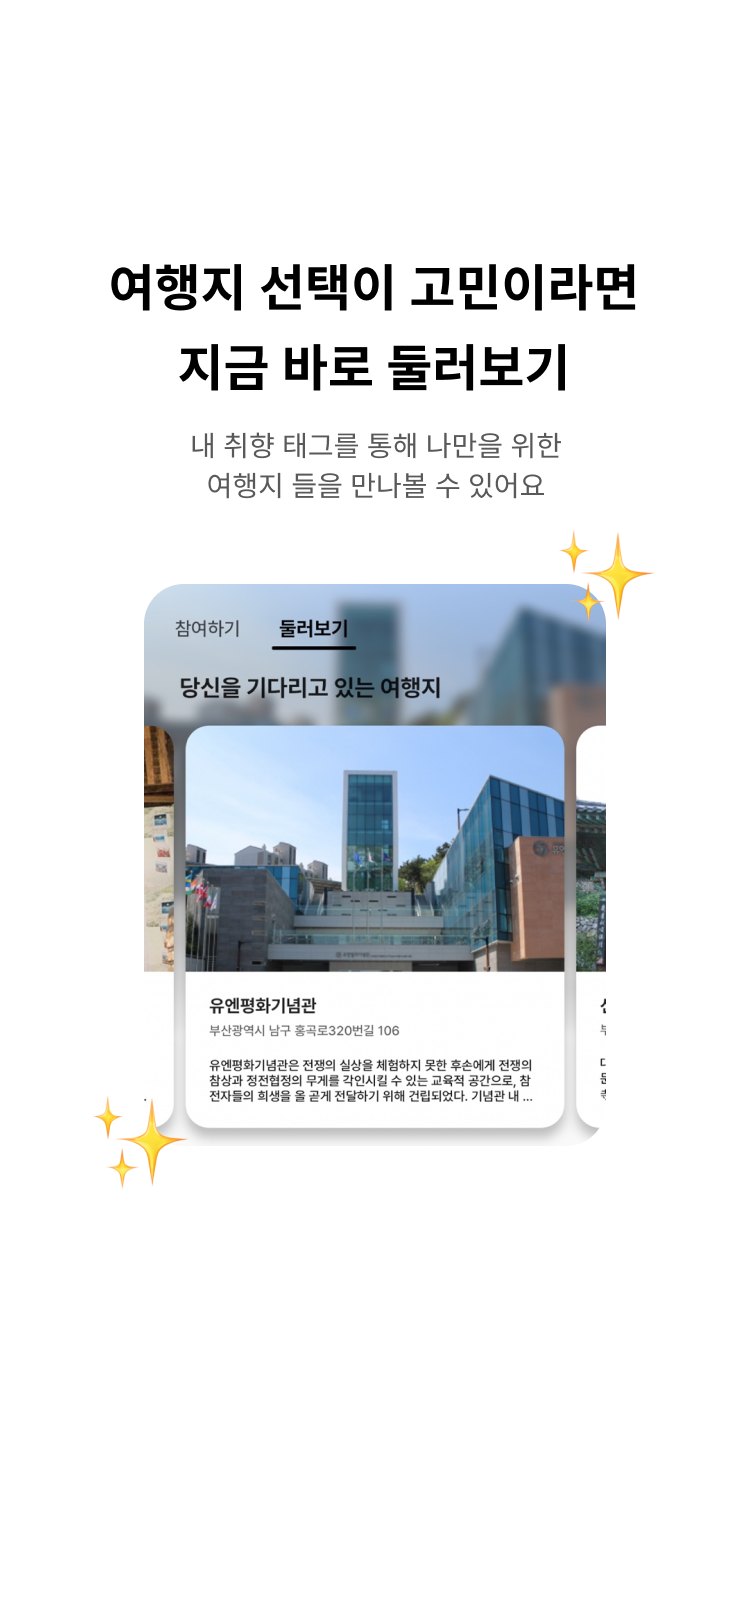 여행지 선택이 고민이라면
지금 바로 둘러보기
내 취향 태그를 통해 나만을 위한
여행지 들을 만나볼 수 있어요
참여하기 둘러보기
당신을 기다리고 있는 여행지
유엔평화기념관
부산광역시 남구 홍곡로320번길 106
유엔평화기념관은 전쟁의 실상을 체험하지 못한 후손에게 전쟁의
참상과 정전협정의 무게를 각인시킬 수 있는 교육적 공간으로, 참
전자들의 희생을 올 곧게 전달하기 위해 건립되었다. 기념관 내 ...